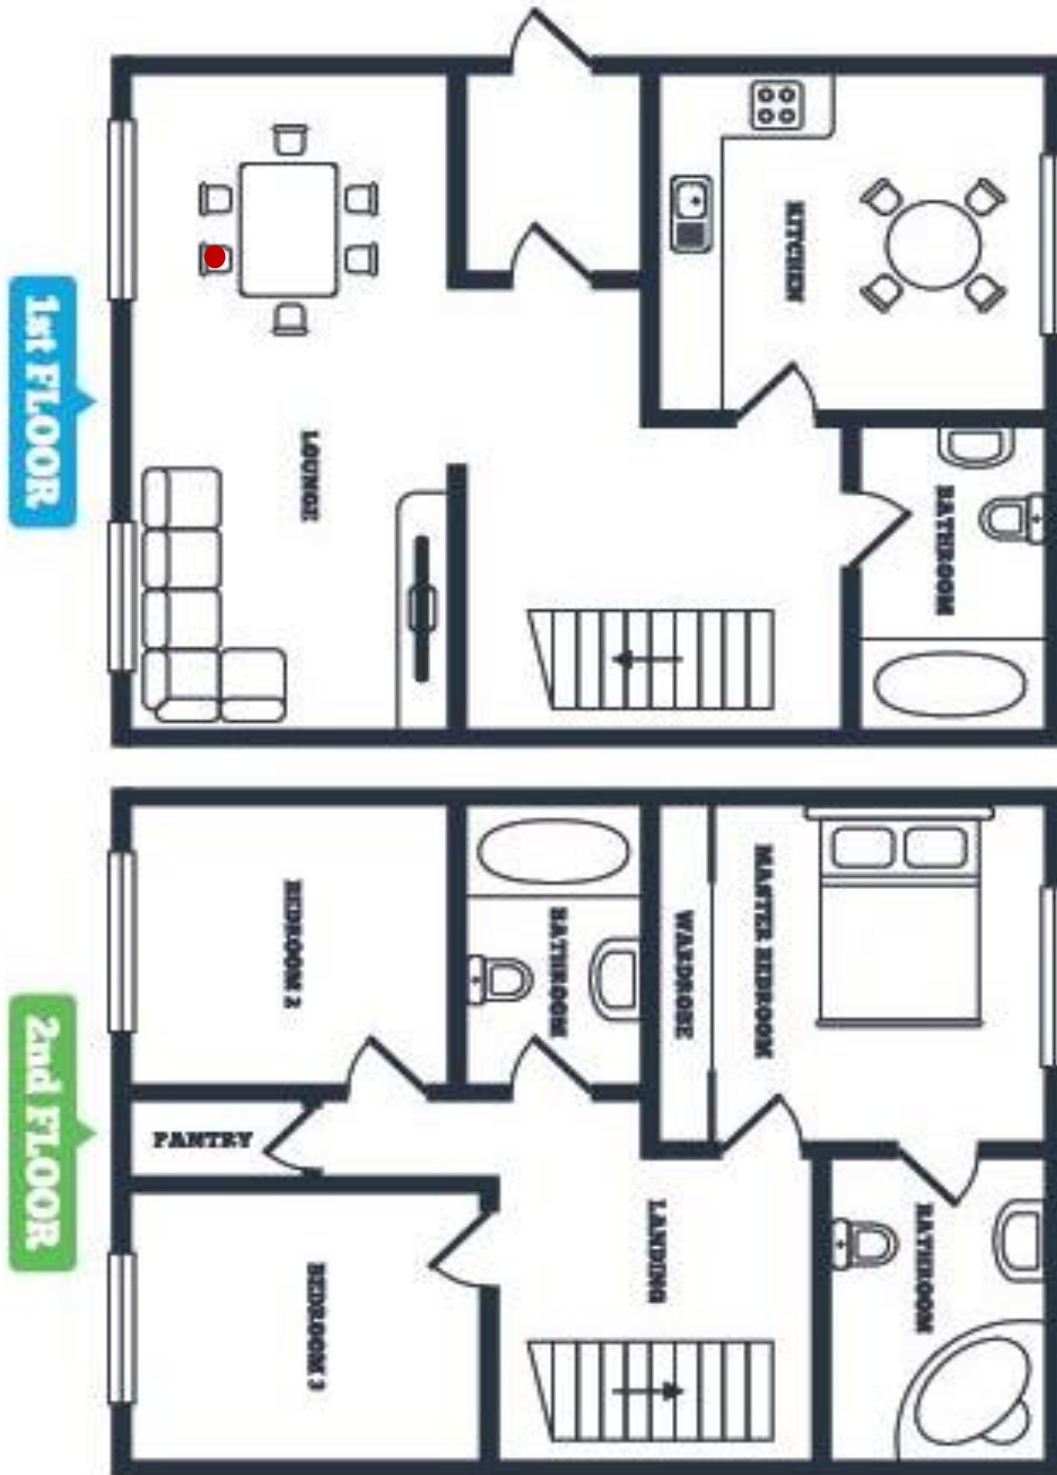 1st FLOOR
LOUNGE
KITCHEN
BATHROOM
2nd FLOOR
BEDROOM 2
BATHROOM
WARDROBE
MASTER BEDROOM
PANTRY
BEDROOM 3
LANDING
BATHROOM